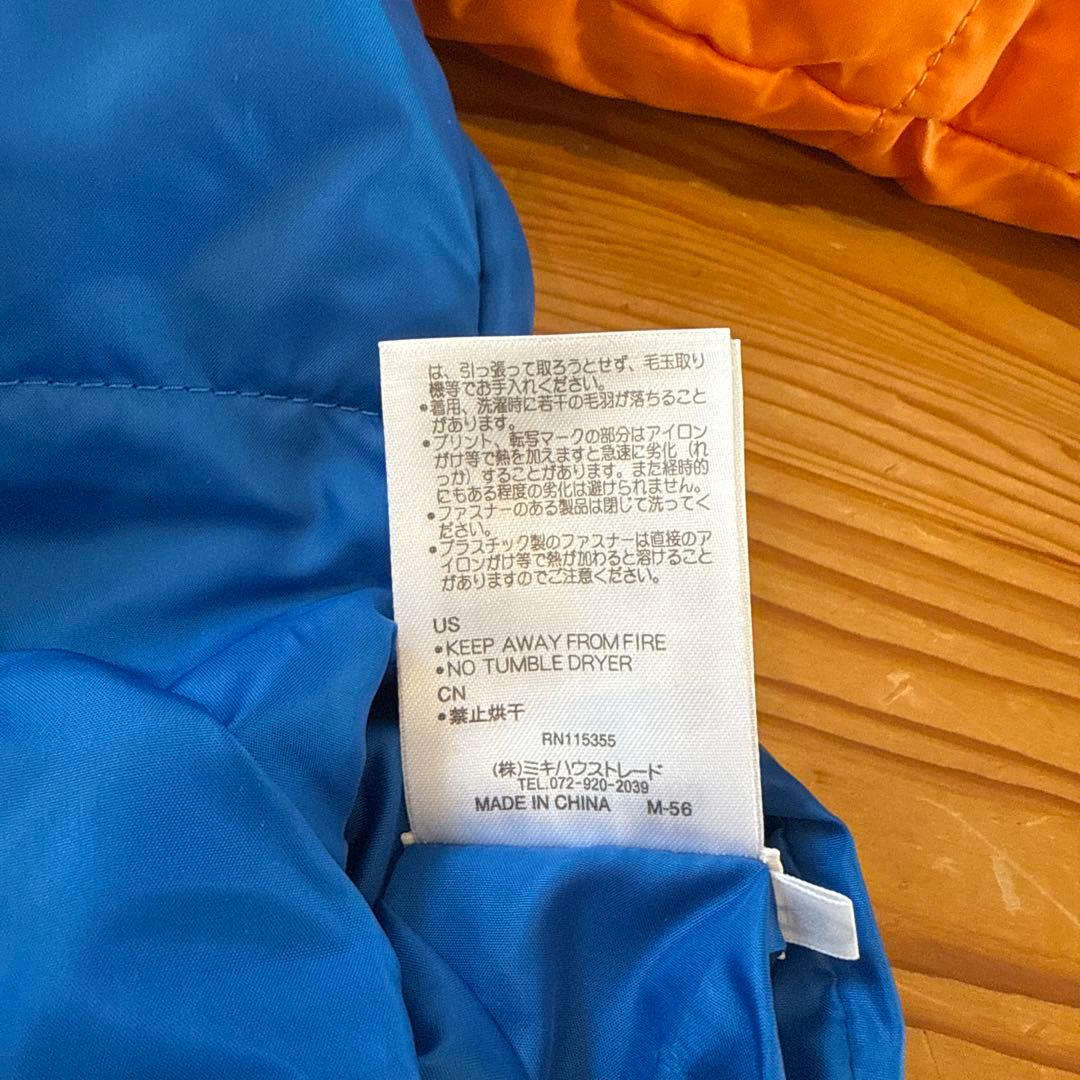 は、引っ張って取ろうとせず、毛玉取り
機等でお手入れください。
•着用、洗濯時に若干の毛羽が落ちること
があります。
•プリント、転写マークの部分はアイロン
がけ等で熱を加えますと急速に劣化（れ
っか）することがあります。また経時的
にもある程度の劣化は避けられません。
•ファスナーのある製品は閉じて洗ってく
ださい。
•プラスチック製のファスナーは直接のア
イロンがけ等で熱が加わると溶けること
がありますのでご注意ください。
US
•KEEP AWAY FROM FIRE
•NO TUMBLE DRYER
CN
•禁止烘干
RN115355
(株)ミキハウストレード
TEL.072-920-2039
MADE IN CHINA M-56